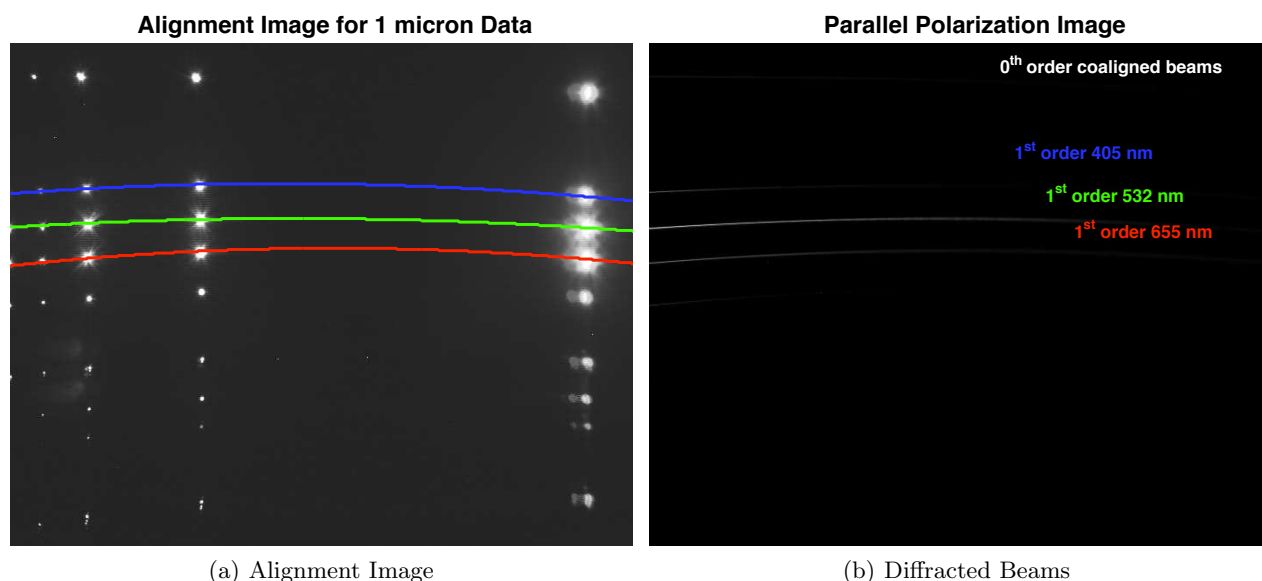 Alignment Image for 1 micron Data
Parallel Polarization Image
0th order coaligned beams
1st order 405 nm
1st order 532 nm
1st order 655 nm
(a) Alignment Image
(b) Diffracted Beams